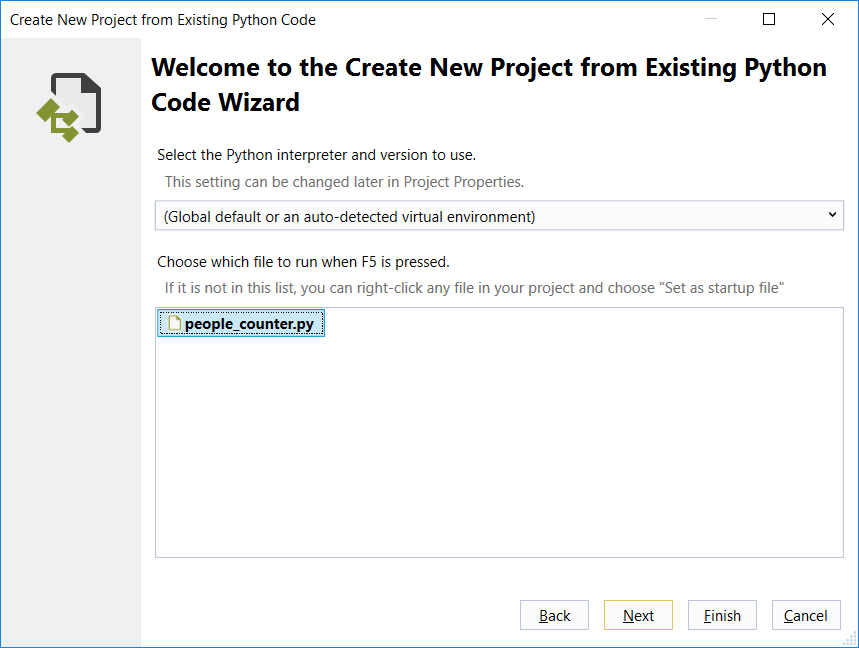 Create New Project from Existing Python Code
Welcome to the Create New Project from Existing Python
Code Wizard
Select the Python interpreter and version to use.
This setting can be changed later in Project Properties.
(Global default or an auto-detected virtual environment)
Choose which file to run when F5 is pressed.
If it is not in this list, you can right-click any file in your project and choose "Set as startup file"
people_counter.py
Back Next Finish Cancel